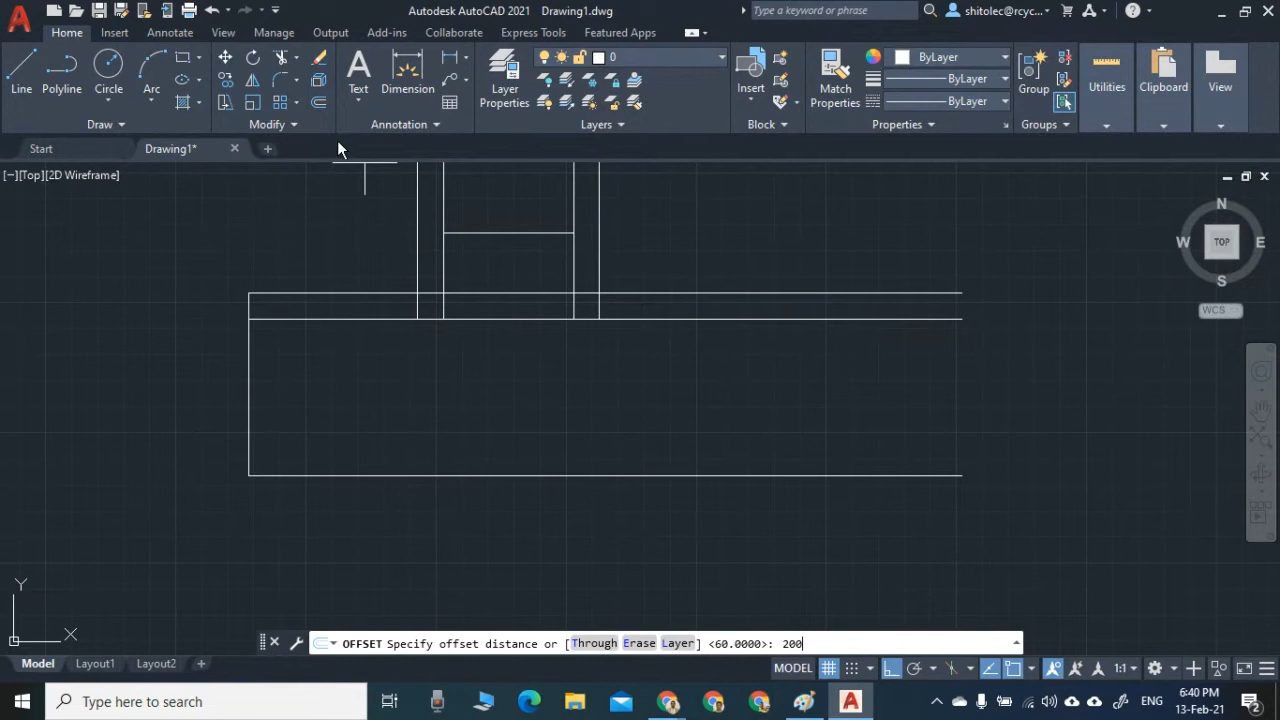 Autodesk AutoCAD 2021 Drawing1.dwg
Type a keyword or phrase
shitolec@rcyc...
Home Insert Annotate View Manage Output Add-ins Collaborate Express Tools Featured Apps
Line Polyline Circle Arc
Text Dimension
Layer Properties
0
Insert
Match Properties
ByLayer
ByLayer
ByLayer
Group
Utilities
Clipboard
View
Draw Modify Annotation Layers Block Properties Groups
Start Drawing1*
[−][Top][2D Wireframe]
N
W TOP E
S
WCS
Y
X
OFFSET Specify offset distance or [Through Erase Layer] <60.0000>: 200
Model Layout1 Layout2
MODEL 1:1
Type here to search
ENG
6:40 PM
13-Feb-21
2